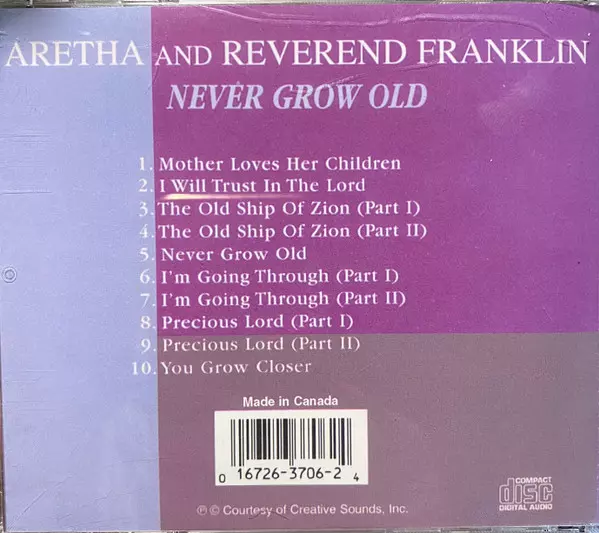 ARETHA AND REVEREND FRANKLIN
NEVER GROW OLD
1. Mother Loves Her Children
2. I Will Trust In The Lord
3. The Old Ship Of Zion (Part I)
4. The Old Ship Of Zion (Part II)
5. Never Grow Old
6. I'm Going Through (Part I)
7. I'm Going Through (Part II)
8. Precious Lord (Part I)
9. Precious Lord (Part II)
10. You Grow Closer
Made in Canada
0 16726-3706-2 4
COMPACT
disc
DIGITAL AUDIO
℗ © Courtesy of Creative Sounds, Inc.